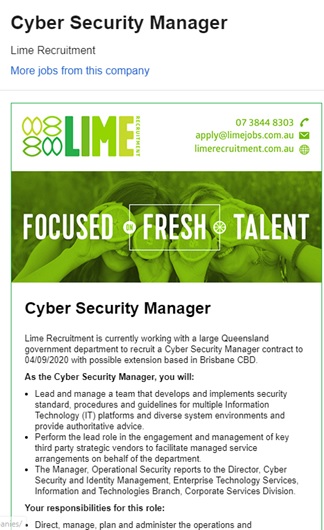 Cyber Security Manager
Lime Recruitment
More jobs from this company
LIME
RECRUITMENT
07 3844 8303
apply@limejobs.com.au
limerecruitment.com.au
FOCUSED ON FRESH TALENT
Cyber Security Manager
Lime Recruitment is currently working with a large Queensland
government department to recruit a Cyber Security Manager contract to
04/09/2020 with possible extension based in Brisbane CBD.
As the Cyber Security Manager, you will:
• Lead and manage a team that develops and implements security
standard, procedures and guidelines for multiple Information
Technology (IT) platforms and diverse system environments and
provide authoritative advice.
• Perform the lead role in the engagement and management of key
third party strategic vendors to facilitate managed service
arrangements on behalf of the department.
• The Manager, Operational Security reports to the Director, Cyber
Security and Identity Management, Enterprise Technology Services,
Information and Technologies Branch, Corporate Services Division.
Your responsibilities for this role:
• Direct, manage, plan and administer the operations and
anies/